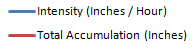 Intensity (Inches / Hour)
Total Accumulation (Inches)